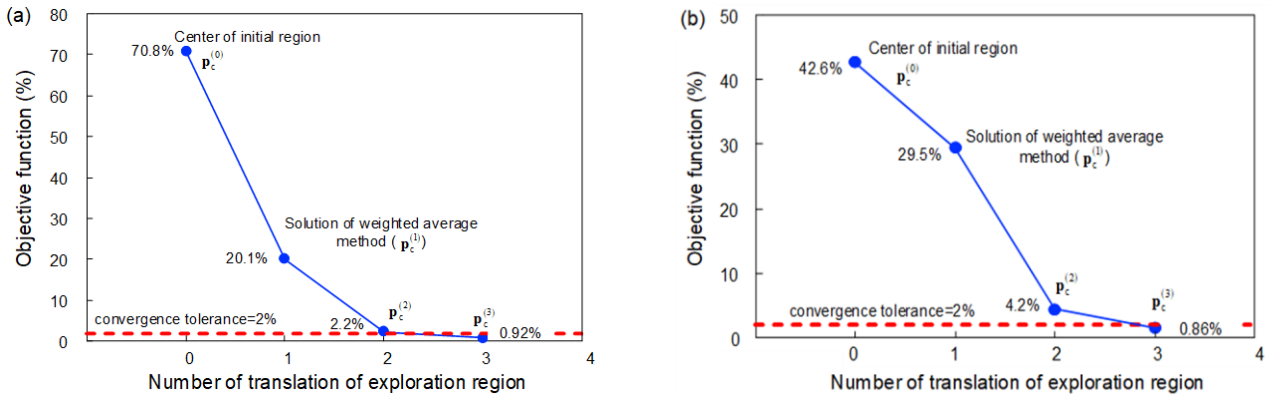 (a)
Objective function (%)
80
70
60
50
40
30
20
10
0
70.8%
Center of initial region
p_c^(0)
Solution of weighted average
method ( p_c^(1) )
20.1%
p_c^(2)
2.2%
p_c^(3)
0.92%
convergence tolerance=2%
0 1 2 3 4
Number of translation of exploration region
(b)
Objective function (%)
50
40
30
20
10
0
Center of initial region
42.6%
p_c^(0)
Solution of weighted average
method ( p_c^(1) )
29.5%
p_c^(2)
4.2%
p_c^(3)
0.86%
convergence tolerance=2%
0 1 2 3 4
Number of translation of exploration region